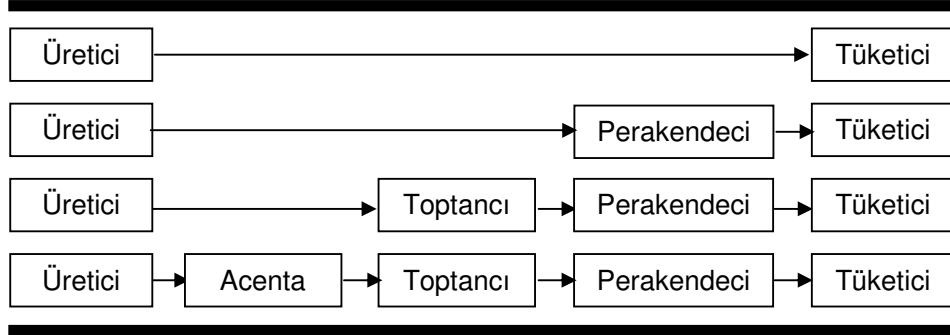 Üretici Tüketici
Üretici Perakendeci Tüketici
Üretici Toptancı Perakendeci Tüketici
Üretici Acenta Toptancı Perakendeci Tüketici